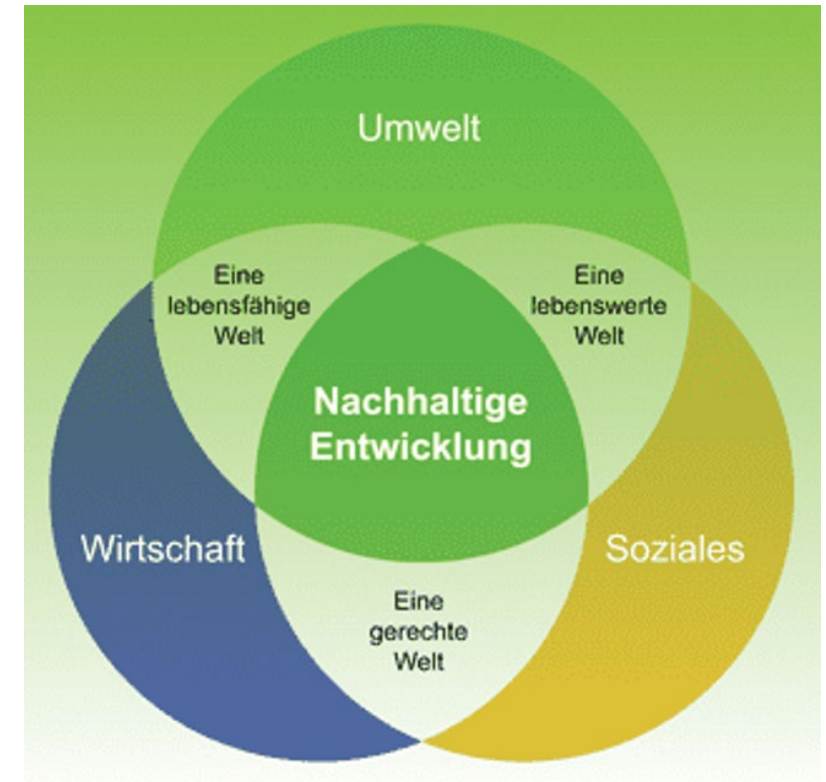 Umwelt
Eine
lebensfähige
Welt
Eine
lebenswerte
Welt
Nachhaltige
Entwicklung
Wirtschaft
Soziales
Eine
gerechte
Welt